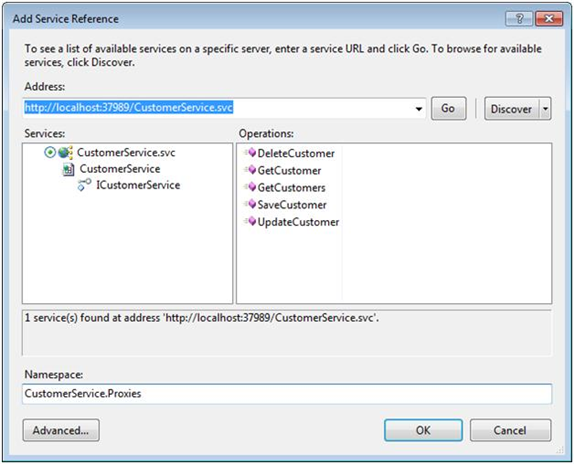 Add Service Reference
To see a list of available services on a specific server, enter a service URL and click Go. To browse for available
services, click Discover.
Address:
http://localhost:37989/CustomerService.svc
Go
Discover
Services:
Operations:
CustomerService.svc
CustomerService
ICustomerService
DeleteCustomer
GetCustomer
GetCustomers
SaveCustomer
UpdateCustomer
1 service(s) found at address 'http://localhost:37989/CustomerService.svc'.
Namespace:
CustomerService.Proxies
Advanced...
OK
Cancel